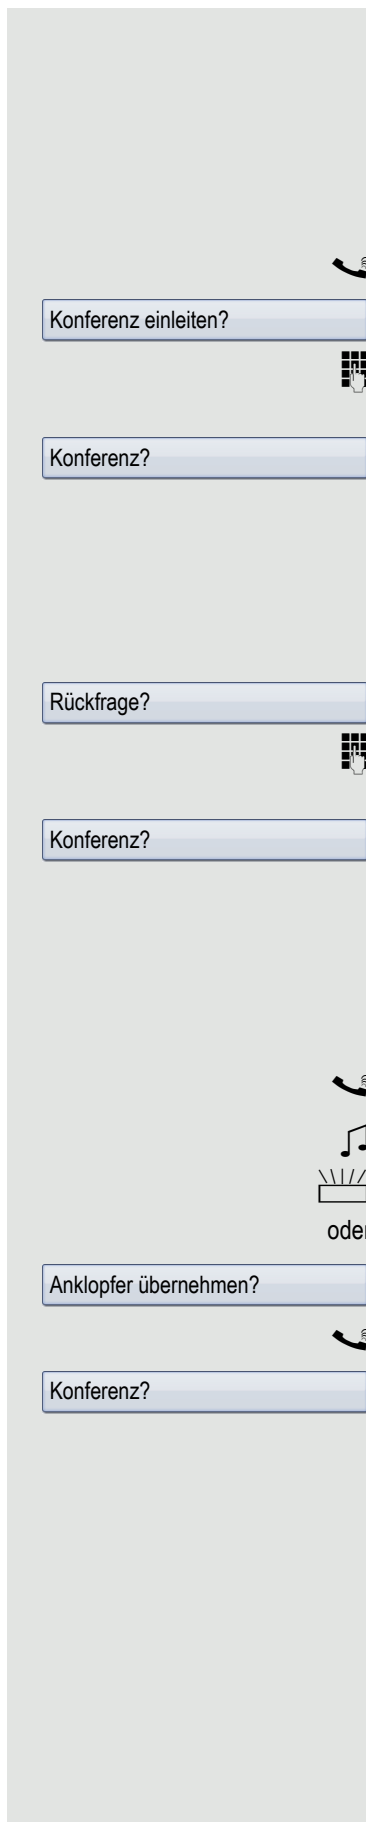 Konferenz einleiten?
Konferenz?
Rückfrage?
Konferenz?
oder
Anklopfer übernehmen?
Konferenz?